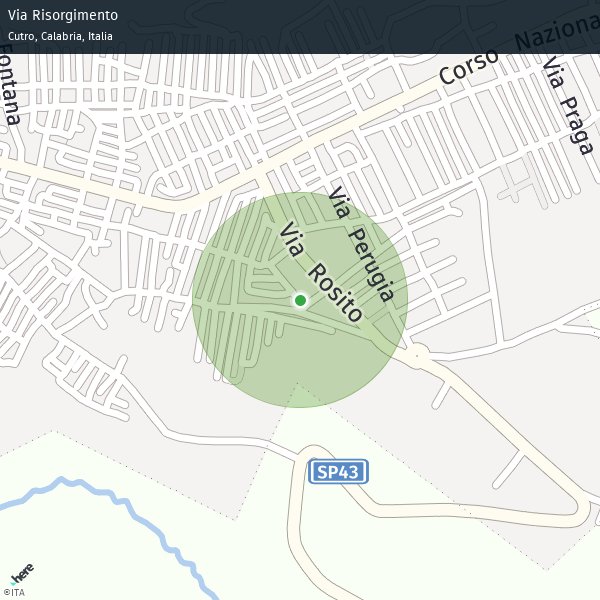 Via Risorgimento
Cutro, Calabria, Italia
Fontana
Corso Naziona
Via Praga
Via Perugia
Via Rosito
SP43
here
©ITA